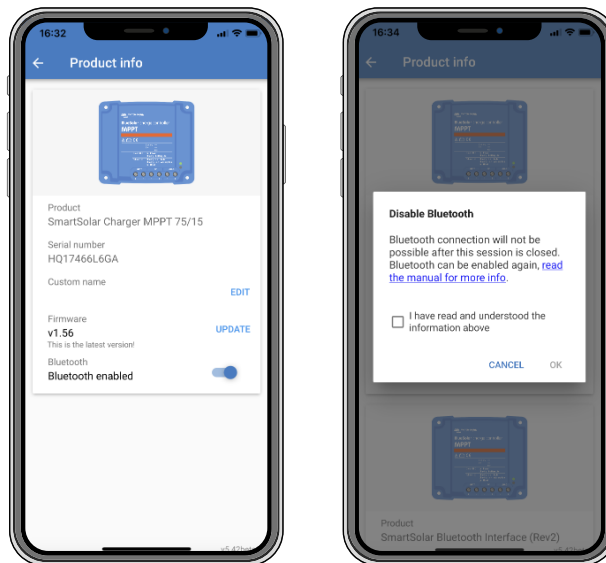 16:32
Product info
MPPT
Product
SmartSolar Charger MPPT 75/15
Serial number
HQ17466L6GA
Custom name
EDIT
Firmware
v1.56
UPDATE
This is the latest version!
Bluetooth
Bluetooth enabled
16:34
Product info
MPPT
Disable Bluetooth
Bluetooth connection will not be
possible after this session is closed.
Bluetooth can be enabled again, read
the manual for more info.
I have read and understood the
information above
CANCEL
OK
MPPT
Product
SmartSolar Bluetooth Interface (Rev2)